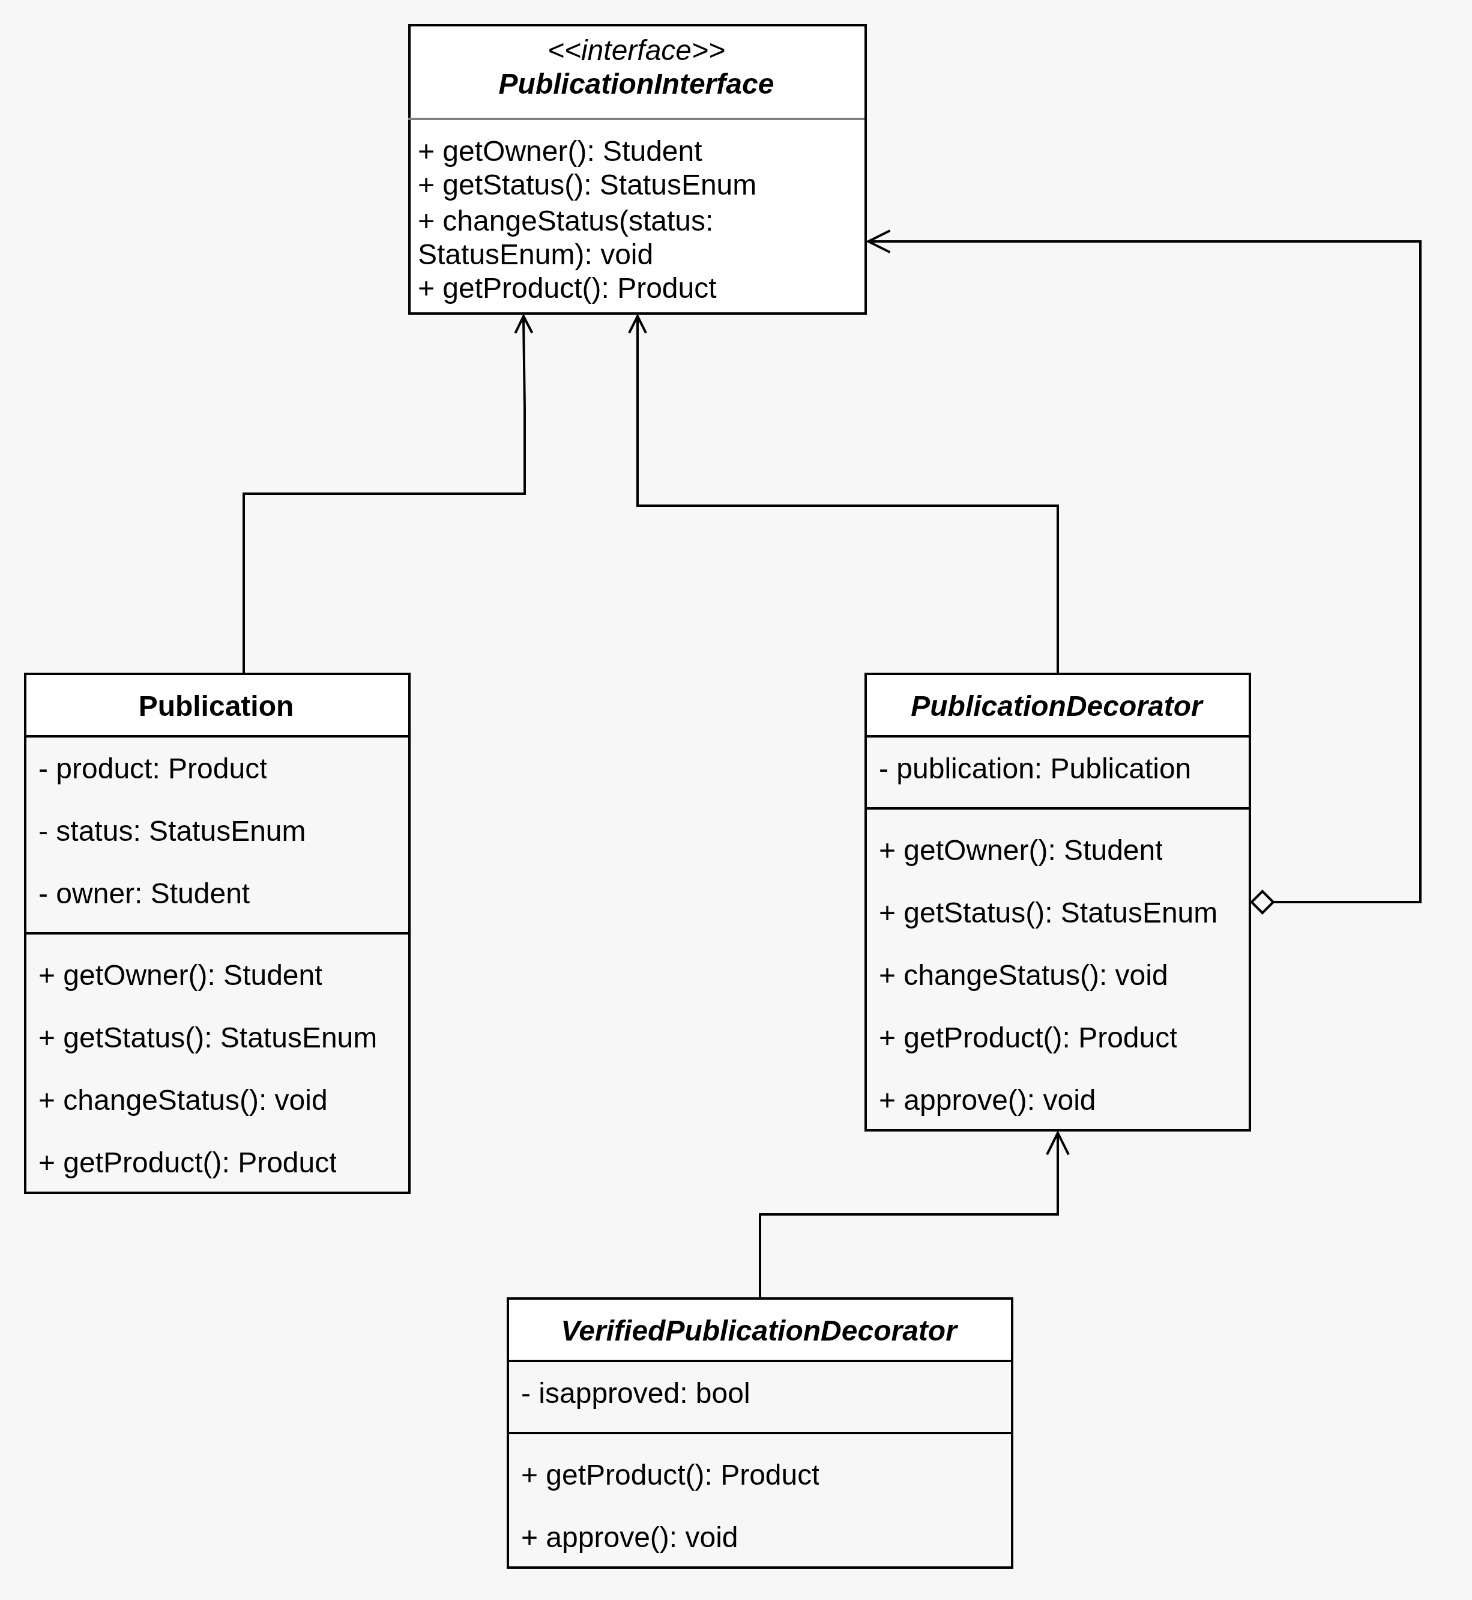 <<interface>>
PublicationInterface
+ getOwner(): Student
+ getStatus(): StatusEnum
+ changeStatus(status:
StatusEnum): void
+ getProduct(): Product
Publication
- product: Product
- status: StatusEnum
- owner: Student
+ getOwner(): Student
+ getStatus(): StatusEnum
+ changeStatus(): void
+ getProduct(): Product
PublicationDecorator
- publication: Publication
+ getOwner(): Student
+ getStatus(): StatusEnum
+ changeStatus(): void
+ getProduct(): Product
+ approve(): void
VerifiedPublicationDecorator
- isapproved: bool
+ getProduct(): Product
+ approve(): void